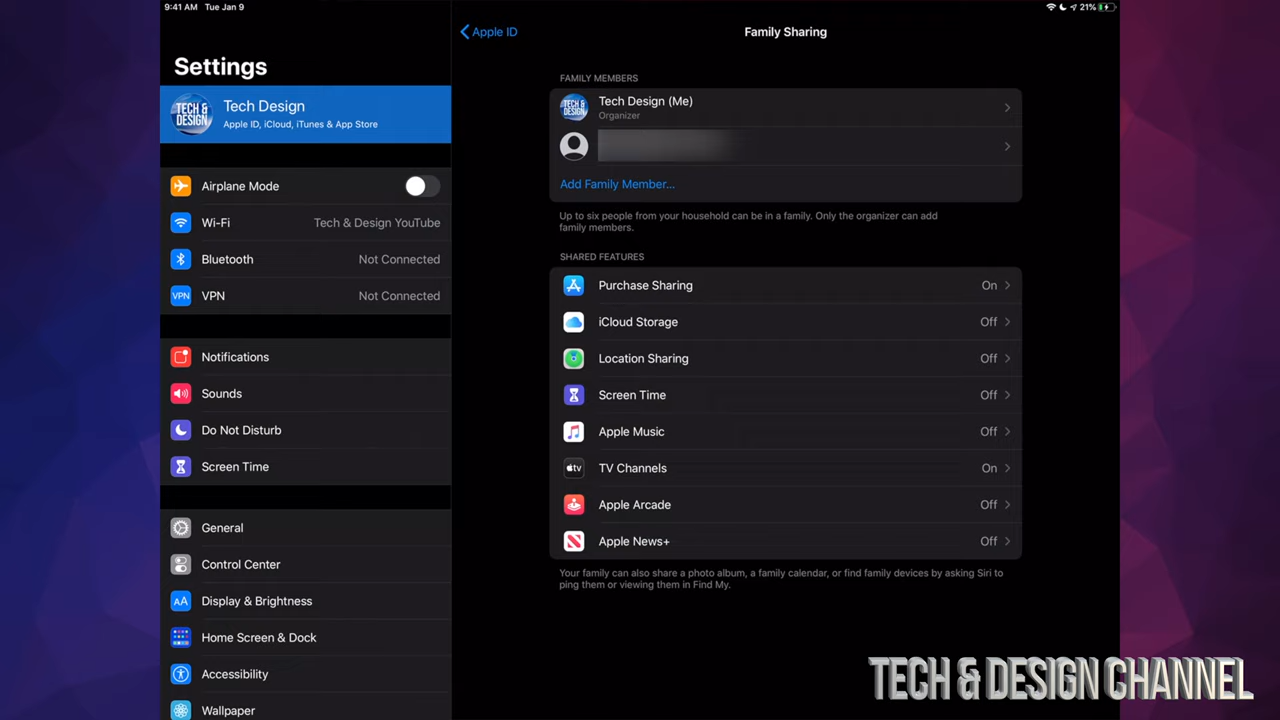 9:41 AM Tue Jan 9
21%
Settings
TECH & DESIGN
Tech Design
Apple ID, iCloud, iTunes & App Store
Airplane Mode
Wi-Fi Tech & Design YouTube
Bluetooth Not Connected
VPN VPN Not Connected
Notifications
Sounds
Do Not Disturb
Screen Time
General
Control Center
AA Display & Brightness
Home Screen & Dock
Accessibility
Wallpaper
Apple ID
Family Sharing
FAMILY MEMBERS
TECH & DESIGN
Tech Design (Me)
Organizer
Add Family Member...
Up to six people from your household can be in a family. Only the organizer can add
family members.
SHARED FEATURES
Purchase Sharing On
iCloud Storage Off
Location Sharing Off
Screen Time Off
Apple Music Off
tv TV Channels On
Apple Arcade Off
Apple News+ Off
Your family can also share a photo album, a family calendar, or find family devices by asking Siri to
ping them or viewing them in Find My.
TECH & DESIGN CHANNEL